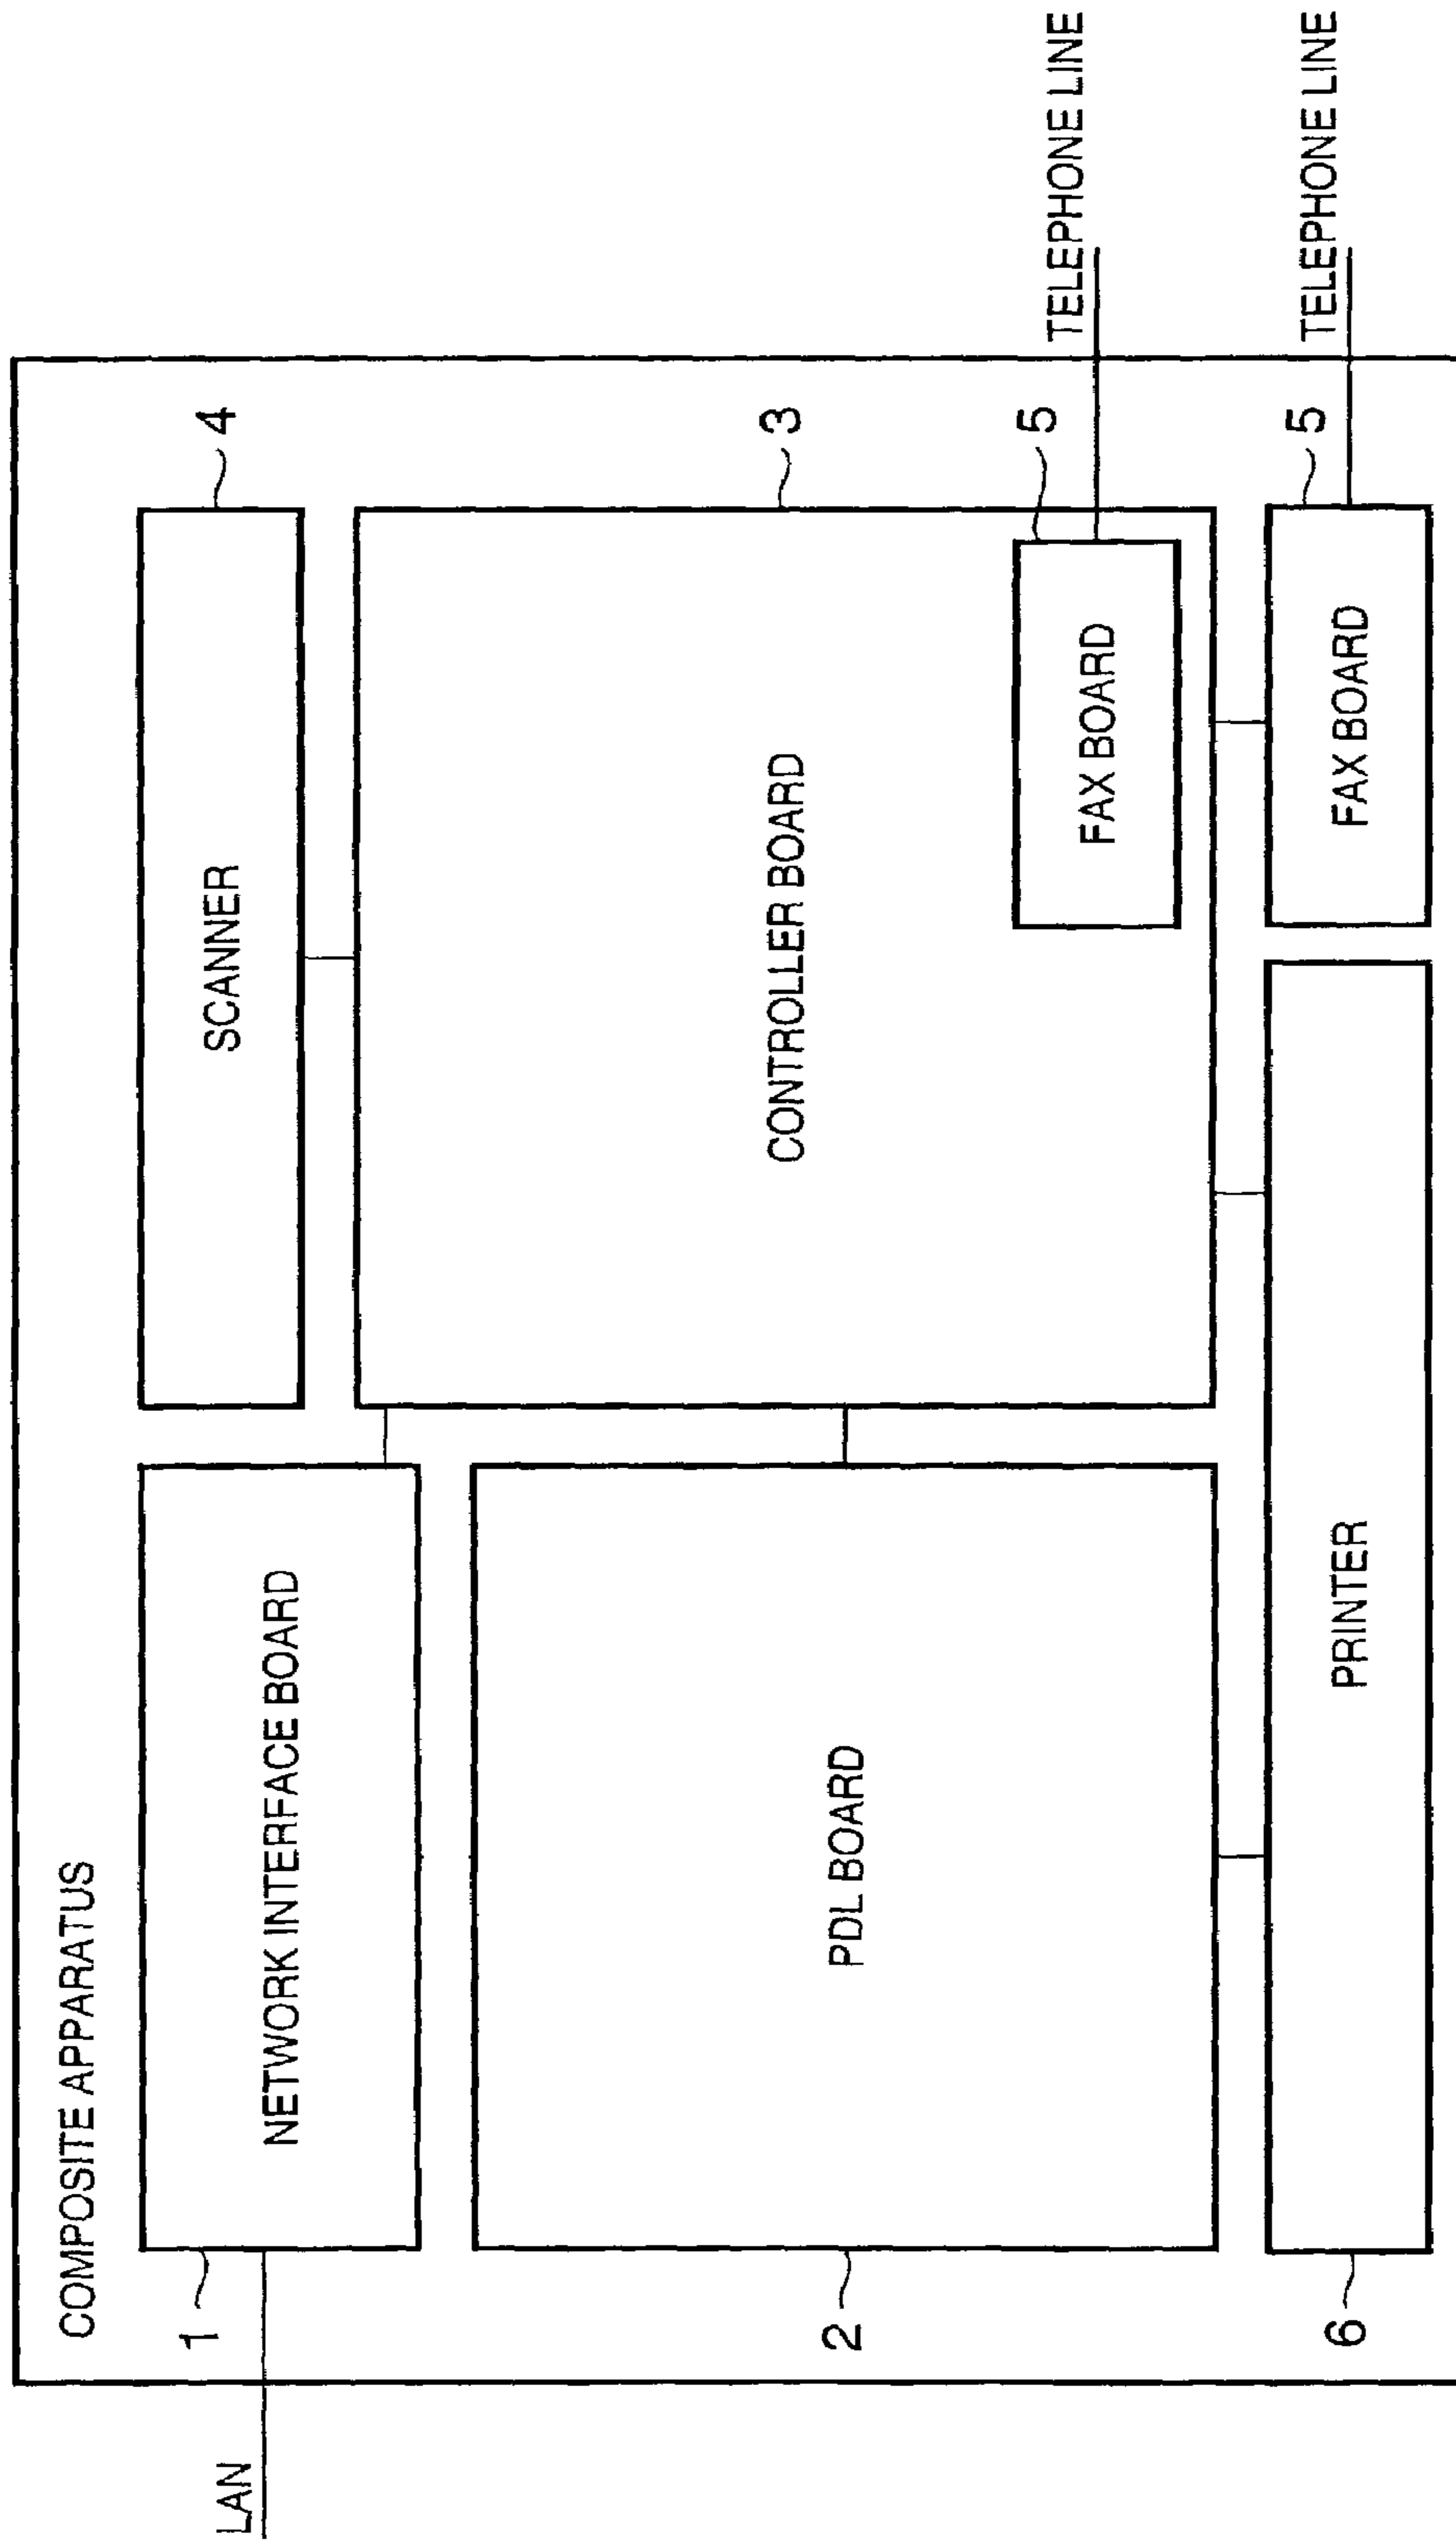 COMPOSITE APPARATUS
LAN
1
NETWORK INTERFACE BOARD
SCANNER
4
2
PDL BOARD
CONTROLLER BOARD
3
FAX BOARD
5
TELEPHONE LINE
6
PRINTER
FAX BOARD
5
TELEPHONE LINE